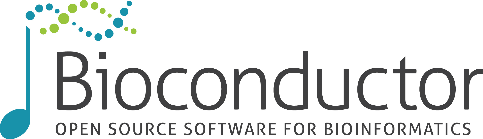 Bioconductor
OPEN SOURCE SOFTWARE FOR BIOINFORMATICS